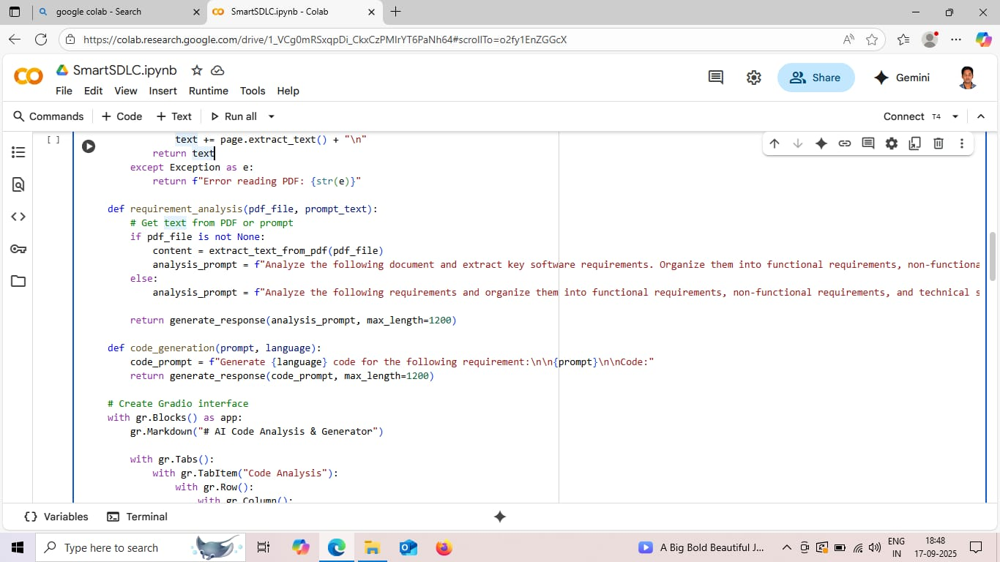 google colab - Search
SmartSDLC.ipynb - Colab
https://colab.research.google.com/drive/1_VCg0mRSxqpDi_CkxCzPMIrYT6PaNh64#scrollTo=o2fy1EnZGGcX
SmartSDLC.ipynb
File Edit View Insert Runtime Tools Help
Share
Gemini
Commands + Code + Text Run all
Connect T4
[ ]
text += page.extract_text() + "\n"
return text
except Exception as e:
return f"Error reading PDF: {str(e)}"
def requirement_analysis(pdf_file, prompt_text):
# Get text from PDF or prompt
if pdf_file is not None:
content = extract_text_from_pdf(pdf_file)
analysis_prompt = f"Analyze the following document and extract key software requirements. Organize them into functional requirements, non-functiona
else:
analysis_prompt = f"Analyze the following requirements and organize them into functional requirements, non-functional requirements, and technical s
return generate_response(analysis_prompt, max_length=1200)
def code_generation(prompt, language):
code_prompt = f"Generate {language} code for the following requirement:\n\n{prompt}\n\nCode:"
return generate_response(code_prompt, max_length=1200)
# Create Gradio interface
with gr.Blocks() as app:
gr.Markdown("# AI Code Analysis & Generator")
with gr.Tabs():
with gr.TabItem("Code Analysis"):
with gr.Row():
with gr.Column():
{} Variables Terminal
Type here to search
A Big Bold Beautiful J...
ENG
IN
18:48
17-09-2025